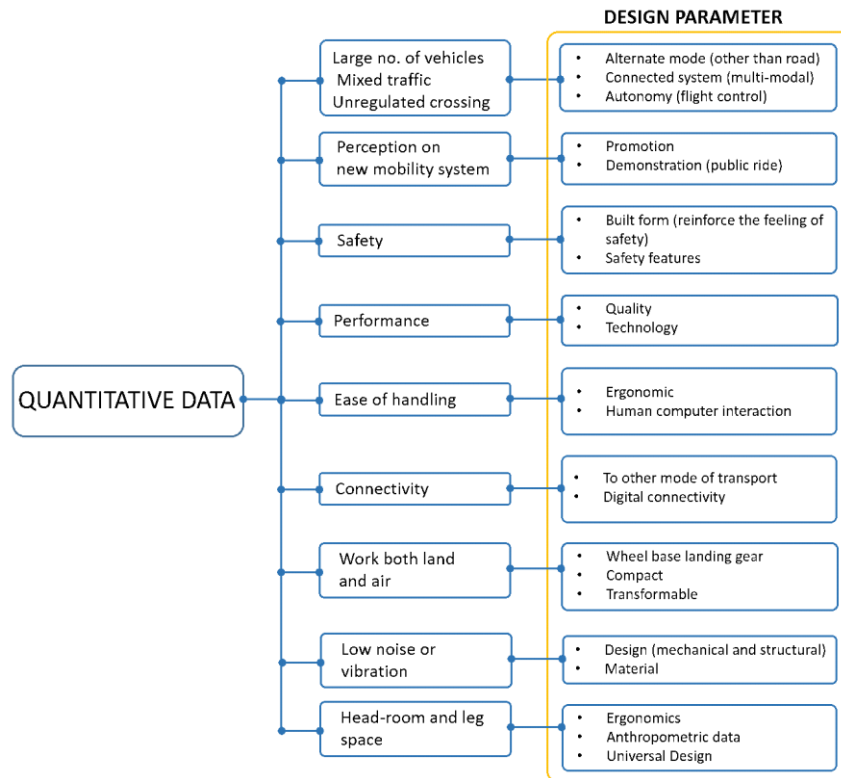 DESIGN PARAMETER
Large no. of vehicles
Mixed traffic
Unregulated crossing
• Alternate mode (other than road)
• Connected system (multi-modal)
• Autonomy (flight control)
Perception on
new mobility system
• Promotion
• Demonstration (public ride)
Safety
• Built form (reinforce the feeling of
safety)
• Safety features
Performance
• Quality
• Technology
QUANTITATIVE DATA
Ease of handling
• Ergonomic
• Human computer interaction
Connectivity
• To other mode of transport
• Digital connectivity
Work both land
and air
• Wheel base landing gear
• Compact
• Transformable
Low noise or
vibration
• Design (mechanical and structural)
• Material
Head-room and leg
space
• Ergonomics
• Anthropometric data
• Universal Design